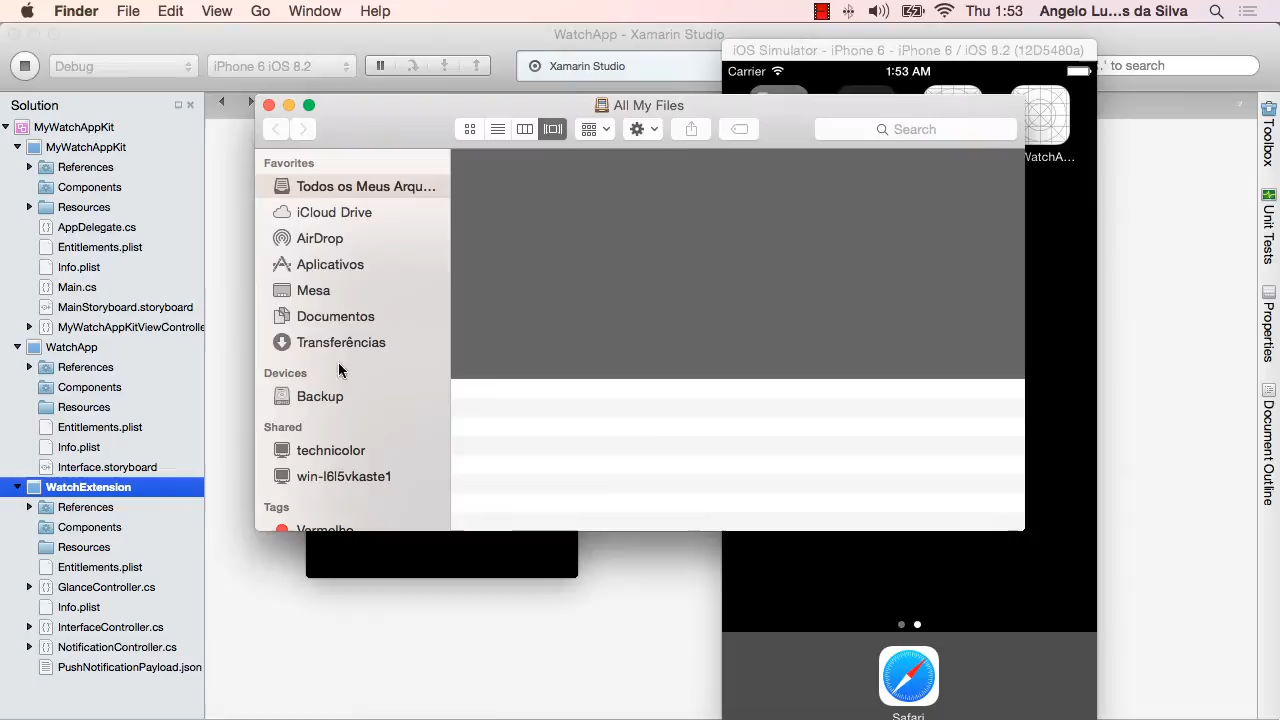 Finder File Edit View Go Window Help Thu 1:53 Angelo Lu...s da Silva
WatchApp - Xamarin Studio
Debug iPhone 6 iOS 8.2 Xamarin Studio ' to search
iOS Simulator - iPhone 6 - iPhone 6 / iOS 8.2 (12D5480a)
Carrier 1:53 AM
Solution
MyWatchAppKit
MyWatchAppKit
References
Components
Resources
AppDelegate.cs
Entitlements.plist
Info.plist
Main.cs
MainStoryboard.storyboard
MyWatchAppKitViewControlle
WatchApp
References
Components
Resources
Entitlements.plist
Info.plist
Interface.storyboard
WatchExtension
References
Components
Resources
Entitlements.plist
GlanceController.cs
Info.plist
InterfaceController.cs
NotificationController.cs
PushNotificationPayload.json
All My Files
Search
Favorites
Todos os Meus Arqu...
iCloud Drive
AirDrop
Aplicativos
Mesa
Documentos
Transferências
Devices
Backup
Shared
technicolor
win-l6l5vkaste1
Tags
Vermelho
WatchA...
Safari
Toolbox
Unit Tests
Properties
Document Outline